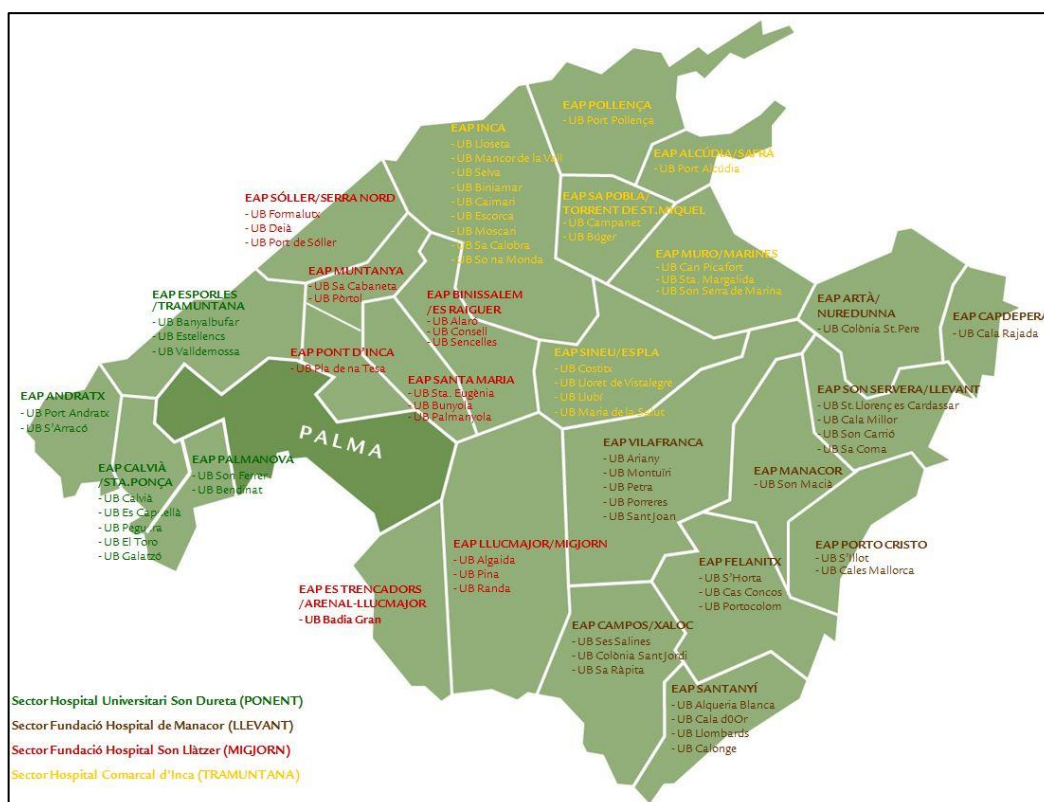 EAP POLLENÇA
- UB Port Pollença
EAP INCA
- UB Lloseta
- UB Mancor de la Vall
- UB Selva
- UB Biniamar
- UB Caimari
- UB Escorca
- UB Moscari
- UB Sa Calobra
- UB So na Monda
EAP ALCÚDIA/SAFRA
- UB Port Alcúdia
EAP SÓLLER/SERRA NORD
- UB Fornalutx
- UB Deià
- UB Port de Sóller
EAP SA POBLA/
TORRENT DE ST.MIQUEL
- UB Campanet
- UB Búger
EAP MURO/MARINES
- UB Can Picafort
- UB Sta. Margalida
- UB Son Serra de Marina
EAP MUNTANYA
- UB Sa Cabaneta
- UB Pòrtol
EAP ESPORLES
/TRAMUNTANA
- UB Banyalbufar
- UB Estellencs
- UB Valldemossa
EAP BINISSALEM
/ES RAIGUER
- UB Alaró
- UB Consell
- UB Sencelles
EAP ARTÀ/
NUREDUNNA
- UB Colònia St.Pere
EAP CAPDEPERA
- UB Cala Rajada
EAP PONT D'INCA
- UB Pla de na Tesa
EAP SINEU/ES PLA
- UB Costitx
- UB Lloret de Vistalegre
- UB Llubí
- UB Maria de la Salut
EAP SANTA MARIA
- UB Sta. Eugènia
- UB Bunyola
- UB Palmanyola
EAP ANDRATX
- UB Port Andratx
- UB S'Arracó
EAP SON SERVERA/LLEVANT
- UB St.Llorenç es Cardassar
- UB Cala Millor
- UB Son Carrió
- UB Sa Coma
PALMA
EAP VILAFRANCA
- UB Ariany
- UB Montuïri
- UB Petra
- UB Porreres
- UB Sant Joan
EAP PALMANOVA
- UB Son Ferrer
- UB Bendinat
EAP CALVIÀ
/STA.PONÇA
- UB Calvià
- UB Es
- UB
- UB El Toro
- UB Galatzó
EAP MANACOR
- UB Son Macià
EAP LLUCMAJOR/MIGJORN
- UB Algaida
- UB Pina
- UB Randa
EAP PORTO CRISTO
- UB S'Illot
- UB Cales Mallorca
EAP FELANITX
- UB S'Horta
- UB Cas Concos
- UB Portocolom
EAP ES TRENCADORS
/ARENAL-LLUCMAJOR
- UB Badia Gran
EAP CAMPOS/XALOC
- UB Ses Salines
- UB Colònia Sant Jordi
- UB Sa Ràpita
EAP SANTANYÍ
- UB Alqueria Blanca
- UB Cala d0Or
- UB Llombards
- UB Calonge
Sector Hospital Universitari Son Dureta (PONENT)
Sector Fundació Hospital de Manacor (LLEVANT)
Sector Fundació Hospital Son Llàtzer (MIGJORN)
Sector Hospital Comarcal d'Inca (TRAMUNTANA)